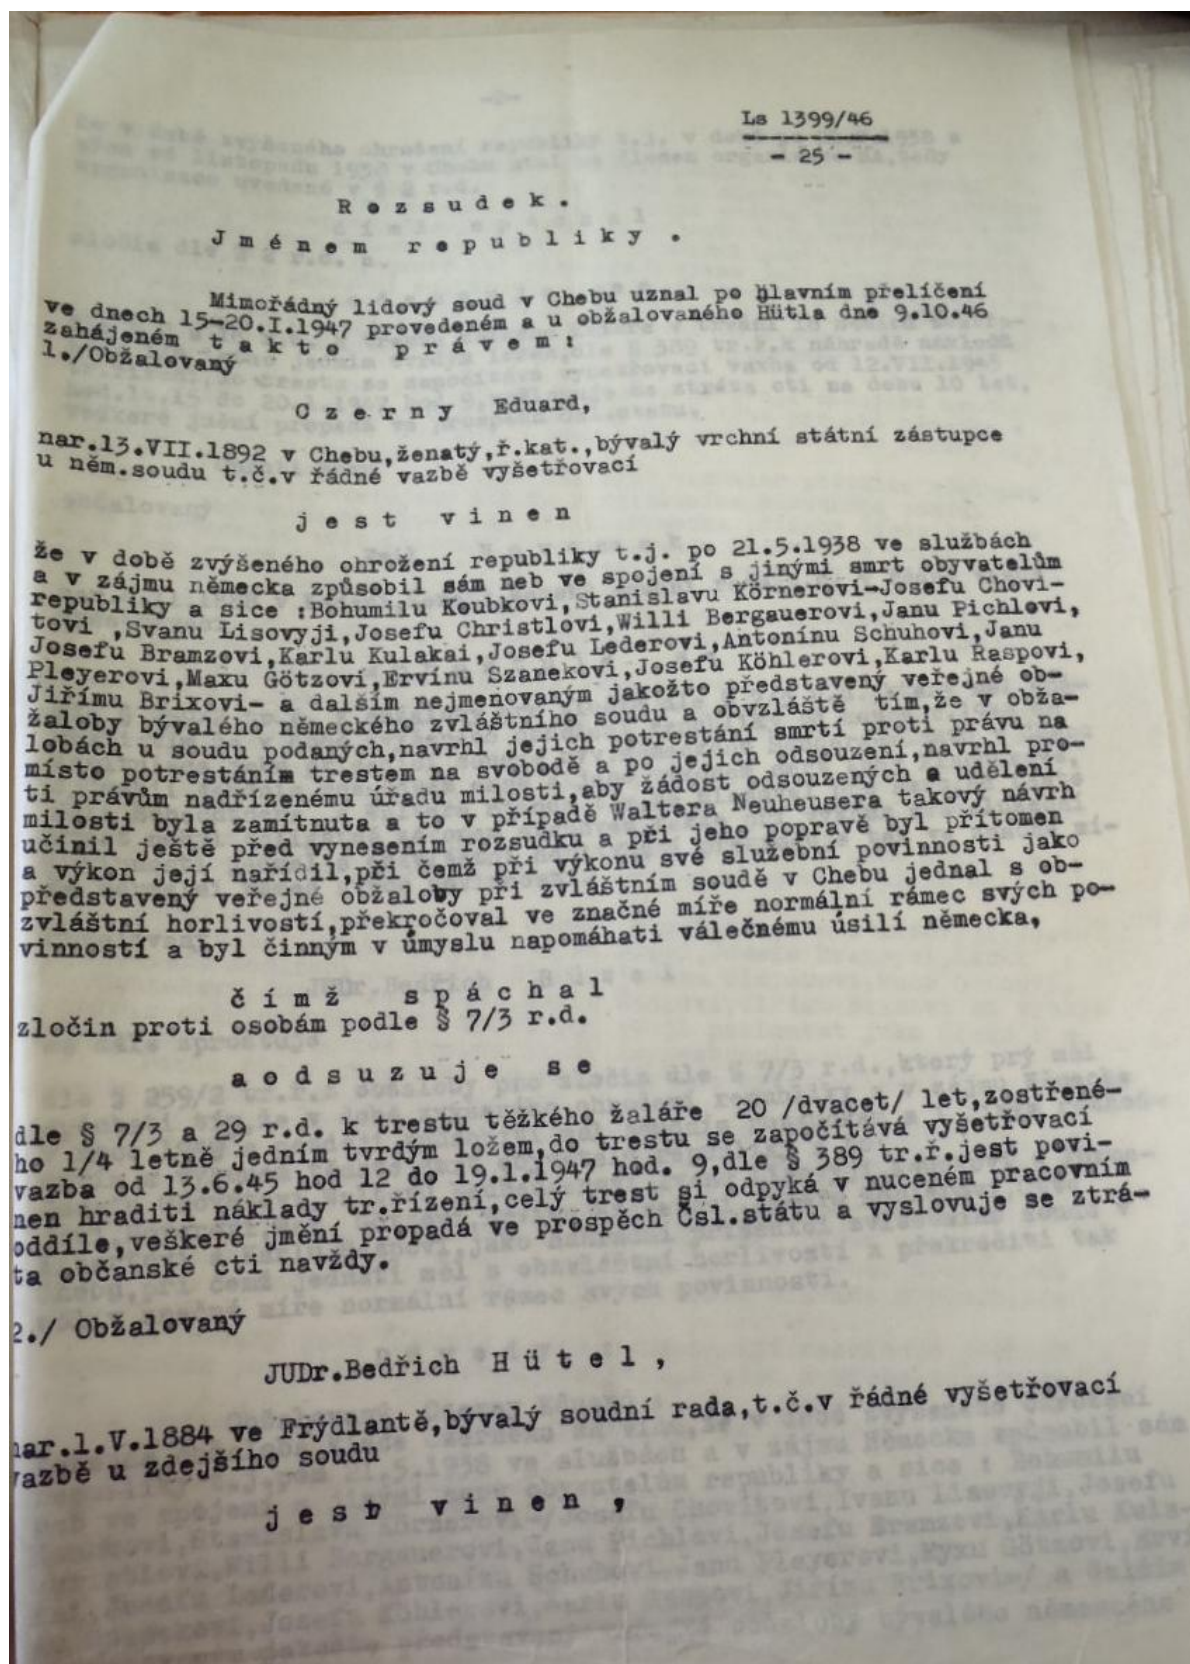 Ls 1399/46
- 25 -
Rozsudek.
Jménem republiky.
Mimořádný lidový soud v Chebu uznal po hlavním přelíčení
ve dnech 15-20.I.1947 provedeném a u obžalovaného Hütla dne 9.10.46
zahájeném takto právem:
1./Obžalovaný
Czerny Eduard,
nar.13.VII.1892 v Chebu,ženatý,ř.kat.,bývalý vrchní státní zástupce
u něm.soudu t.č.v řádné vazbě vyšetřovací
jest vinen
že v době zvýšeného ohrožení republiky t.j. po 21.5.1938 ve službách
a v zájmu německa způsobil sám neb ve spojení s jinými smrt obyvatelům
republiky a sice :Bohumilu Koubkovi,Stanislavu Körnerovi-Josefu Chovi-
tovi ,Svanu Lisovyji,Josefu Christlovi,Willi Bergauerovi,Janu Pichlovi,
Josefu Bramzovi,Karlu Kulakai,Josefu Lederovi,Antonínu Schuhovi,Janu
Pleyerovi,Maxu Götzovi,Ervínu Szanekovi,Josefu Köhlerovi,Karlu Raspovi,
Jiřímu Brixovi- a dalším nejmenovaným jakožto představený veřejné ob-
žaloby bývalého německého zvláštního soudu a obvzláště tím,že v obža-
lobách u soudu podaných,navrhl jejich potrestání smrtí proti právu na
místo potrestáním trestem na svobodě a po jejich odsouzení,navrhl pro-
ti právům nadřízenému úřadu milosti,aby žádost odsouzených o udělení
milosti byla zamítnuta a to v případě Waltera Neuheusera takový návrh
učinil ještě před vynesením rozsudku a při jeho popravě byl přítomen
a výkon její nařídil,při čemž při výkonu své služební povinnosti jako
představený veřejné obžaloby při zvláštním soudě v Chebu jednal s ob-
zvláštní horlivostí,překročoval ve značné míře normální rámec svých po-
vinností a byl činným v úmyslu napomáhati válečnému úsilí německa,
čímž spáchal
zločin proti osobám podle § 7/3 r.d.
aodsuzuje se
dle § 7/3 a 29 r.d. k trestu těžkého žaláře 20 /dvacet/ let,zostřené-
ho 1/4 letně jedním tvrdým ložem,do trestu se započítává vyšetřovací
vazba od 13.6.45 hod 12 do 19.1.1947 hod. 9,dle § 389 tr.ř.jest povi-
nen hraditi náklady tr.řízení,celý trest si odpyká v nuceném pracovním
oddíle,veškeré jmění propadá ve prospěch Čsl.státu a vyslovuje se ztrá-
ta občanské cti navždy.
2./ Obžalovaný
JUDr.Bedřich Hütel,
nar.1.V.1884 ve Frýdlantě,bývalý soudní rada,t.č.v řádné vyšetřovací
vazbě u zdejšího soudu
jest vinen,